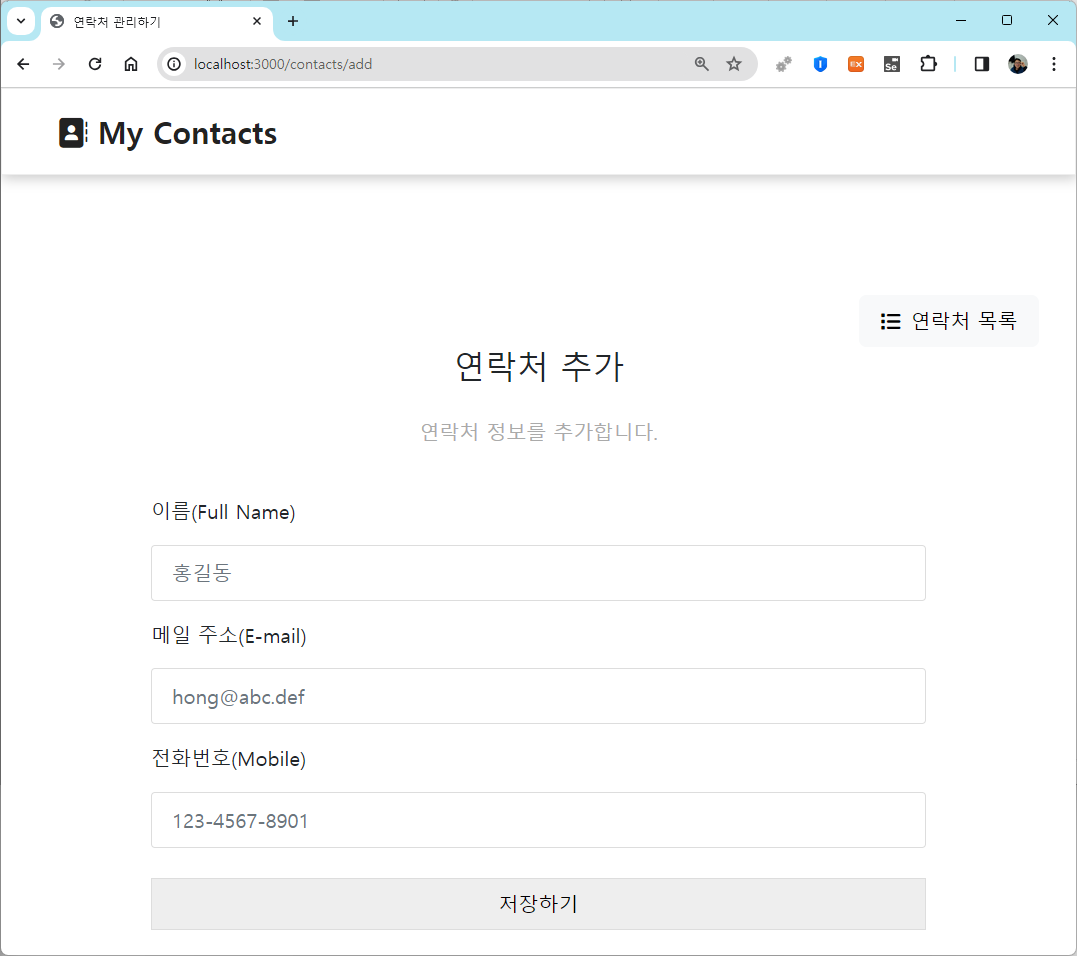 연락처 관리하기
localhost:3000/contacts/add
My Contacts
연락처 목록
연락처 추가
연락처 정보를 추가합니다.
이름(Full Name)
홍길동
메일 주소(E-mail)
hong@abc.def
전화번호(Mobile)
123-4567-8901
저장하기